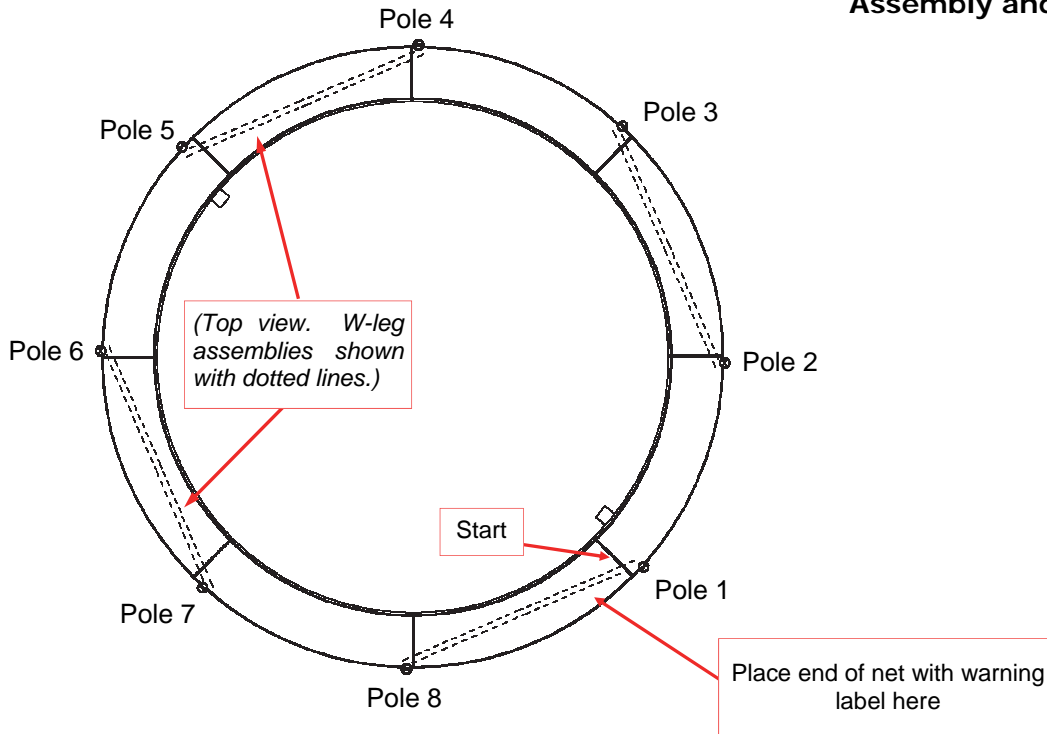 Assembly and
Pole 4
Pole 3
Pole 5
(Top view. W-leg
assemblies shown
with dotted lines.)
Pole 6
Pole 2
Start
Pole 1
Pole 7
Place end of net with warning
label here
Pole 8